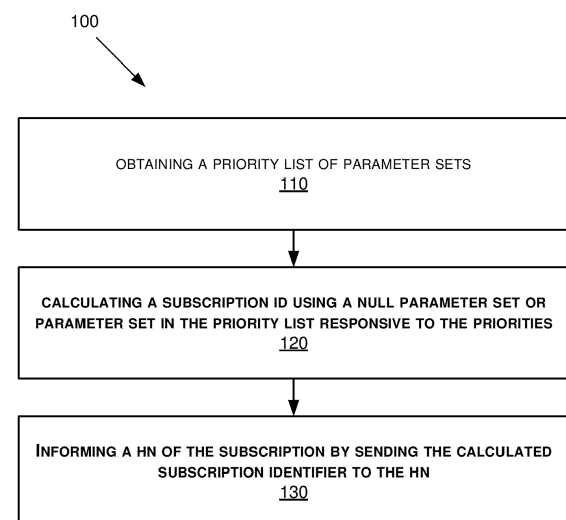 100
OBTAINING A PRIORITY LIST OF PARAMETER SETS
110
CALCULATING A SUBSCRIPTION ID USING A NULL PARAMETER SET OR
PARAMETER SET IN THE PRIORITY LIST RESPONSIVE TO THE PRIORITIES
120
INFORMING A HN OF THE SUBSCRIPTION BY SENDING THE CALCULATED
SUBSCRIPTION IDENTIFIER TO THE HN
130